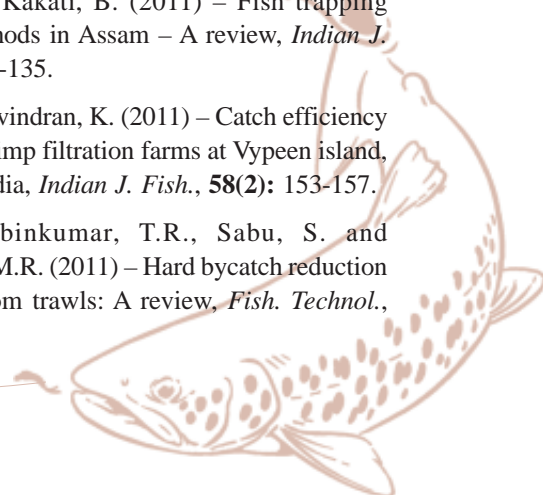 Kakati, B. (2011) – Fish trapping
hods in Assam – A review, Indian J.
-135.
vindran, K. (2011) – Catch efficiency
imp filtration farms at Vypeen island,
dia, Indian J. Fish., 58(2): 153-157.
binkumar, T.R., Sabu, S. and
M.R. (2011) – Hard bycatch reduction
om trawls: A review, Fish. Technol.,